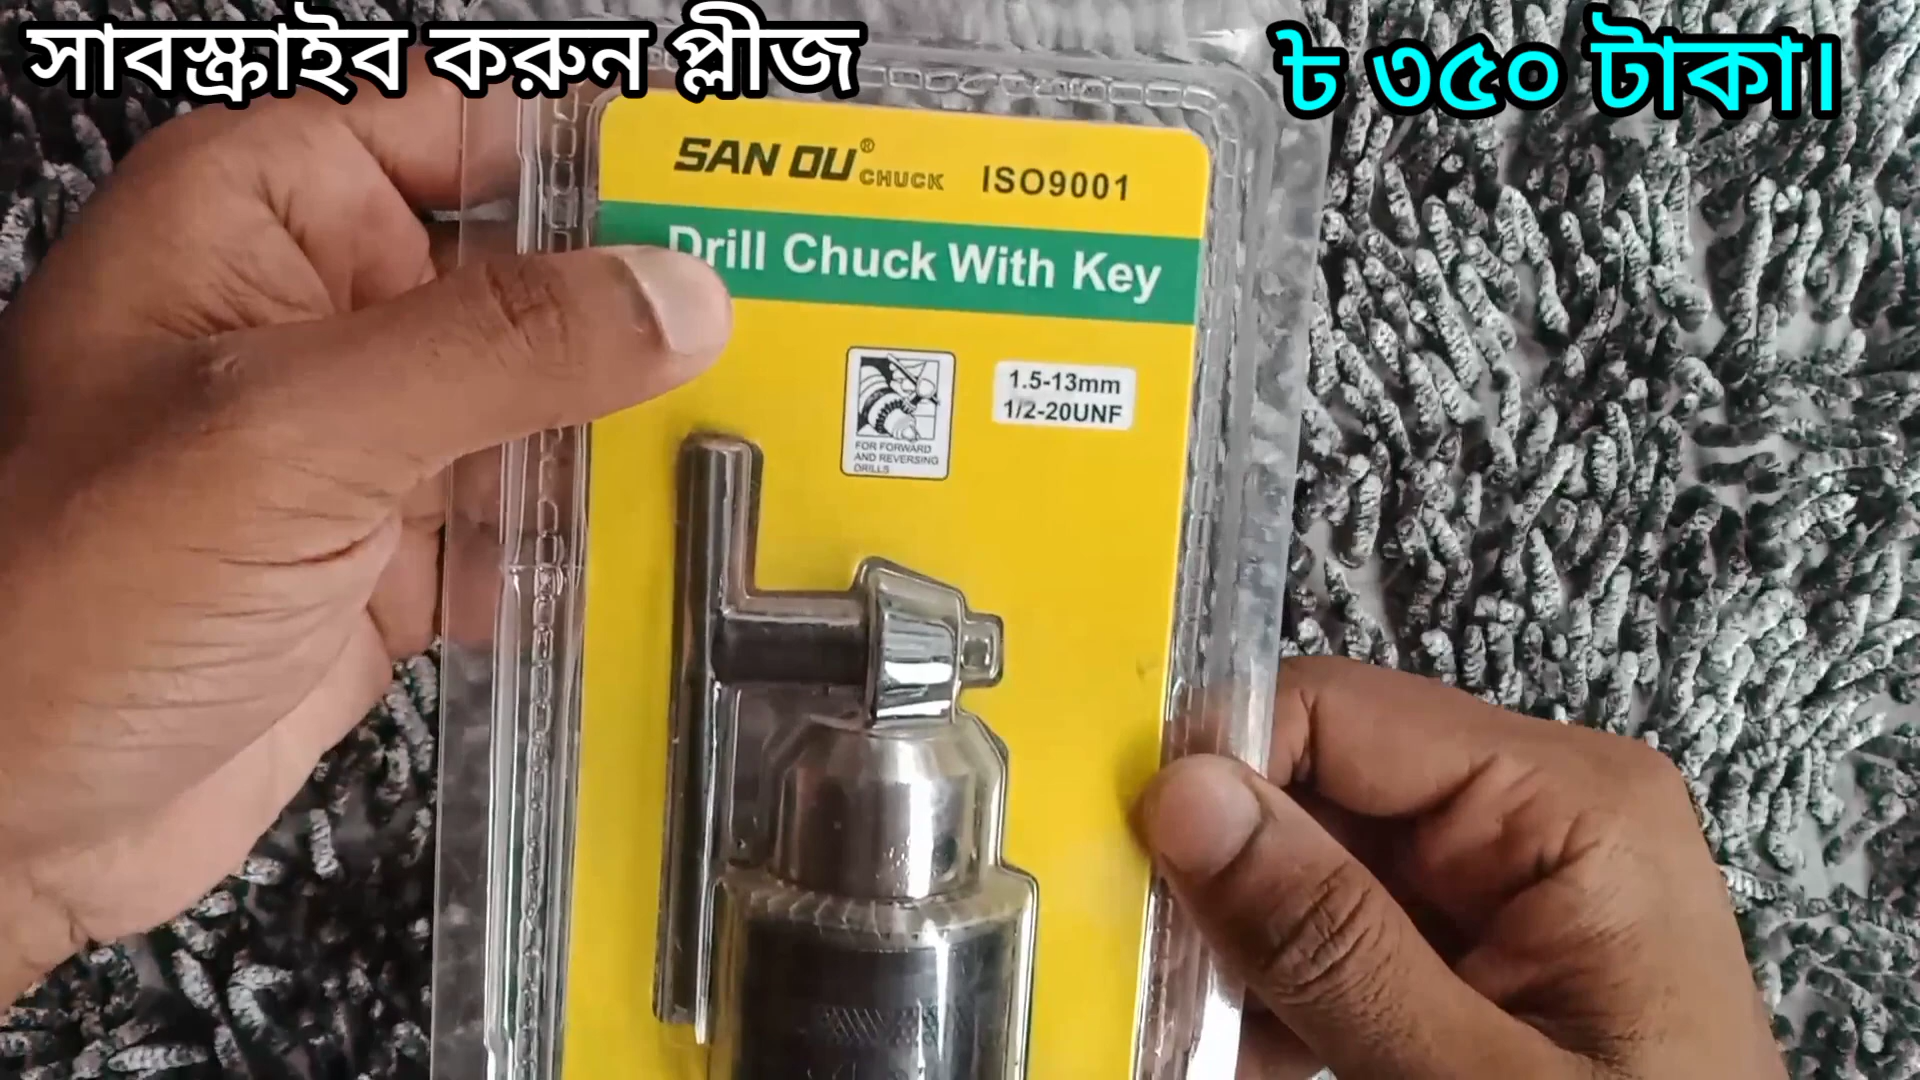 সাবস্ক্রাইব করুন প্লীজ
৳ ৩৫০ টাকা।
SAN OU® CHUCK ISO9001
Drill Chuck With Key
1.5-13mm
1/2-20UNF
FOR FORWARD
AND REVERSING
DRILLS